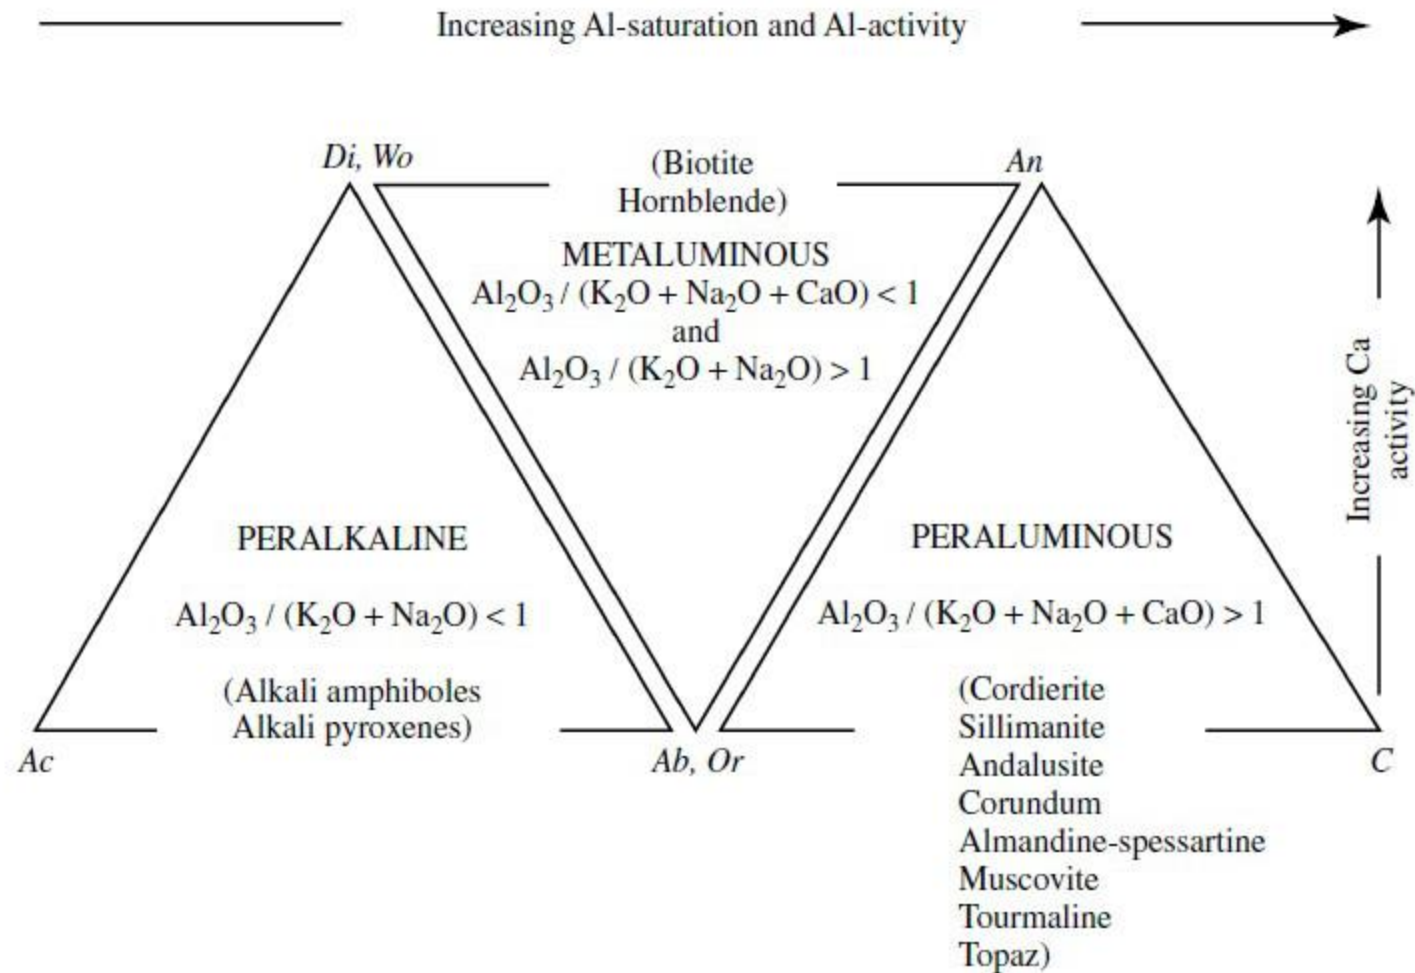 Increasing Al-saturation and Al-activity
Di, Wo
(Biotite
Hornblende)
An
METALUMINOUS
Al₂O₃ / (K₂O + Na₂O + CaO) < 1
and
Al₂O₃ / (K₂O + Na₂O) > 1
Increasing Ca
activity
PERALKALINE
Al₂O₃ / (K₂O + Na₂O) < 1
(Alkali amphiboles
Alkali pyroxenes)
PERALUMINOUS
Al₂O₃ / (K₂O + Na₂O + CaO) > 1
(Cordierite
Sillimanite
Andalusite
Corundum
Almandine-spessartine
Muscovite
Tourmaline
Topaz)
Ac
Ab, Or
C